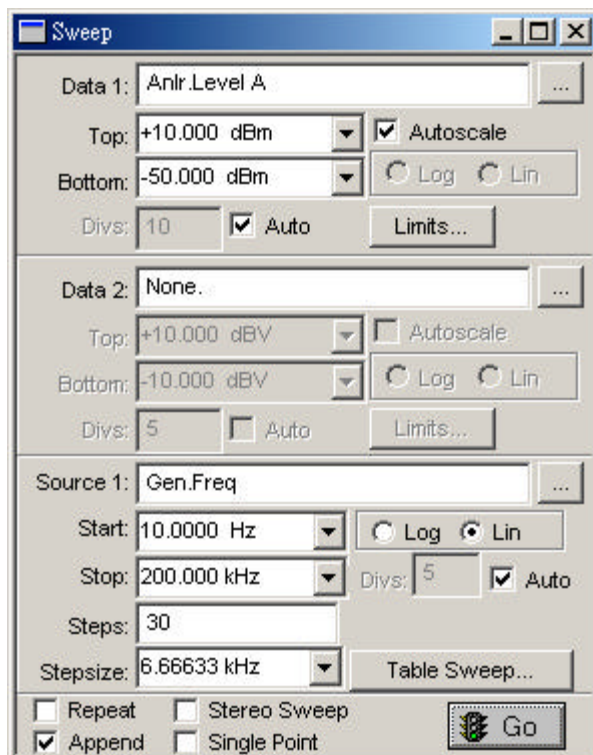 Sweep
Data 1: Anlr.Level A ...
Top: +10.000 dBm Autoscale
Bottom: -50.000 dBm Log Lin
Divs: 10 Auto Limits...
Data 2: None. ...
Top: +10.000 dBV Autoscale
Bottom: -10.000 dBV Log Lin
Divs: 5 Auto Limits...
Source 1: Gen.Freq ...
Start: 10.0000 Hz Log Lin
Stop: 200.000 kHz Divs: 5 Auto
Steps: 30
Stepsize: 6.66633 kHz Table Sweep...
Repeat Stereo Sweep
Append Single Point Go